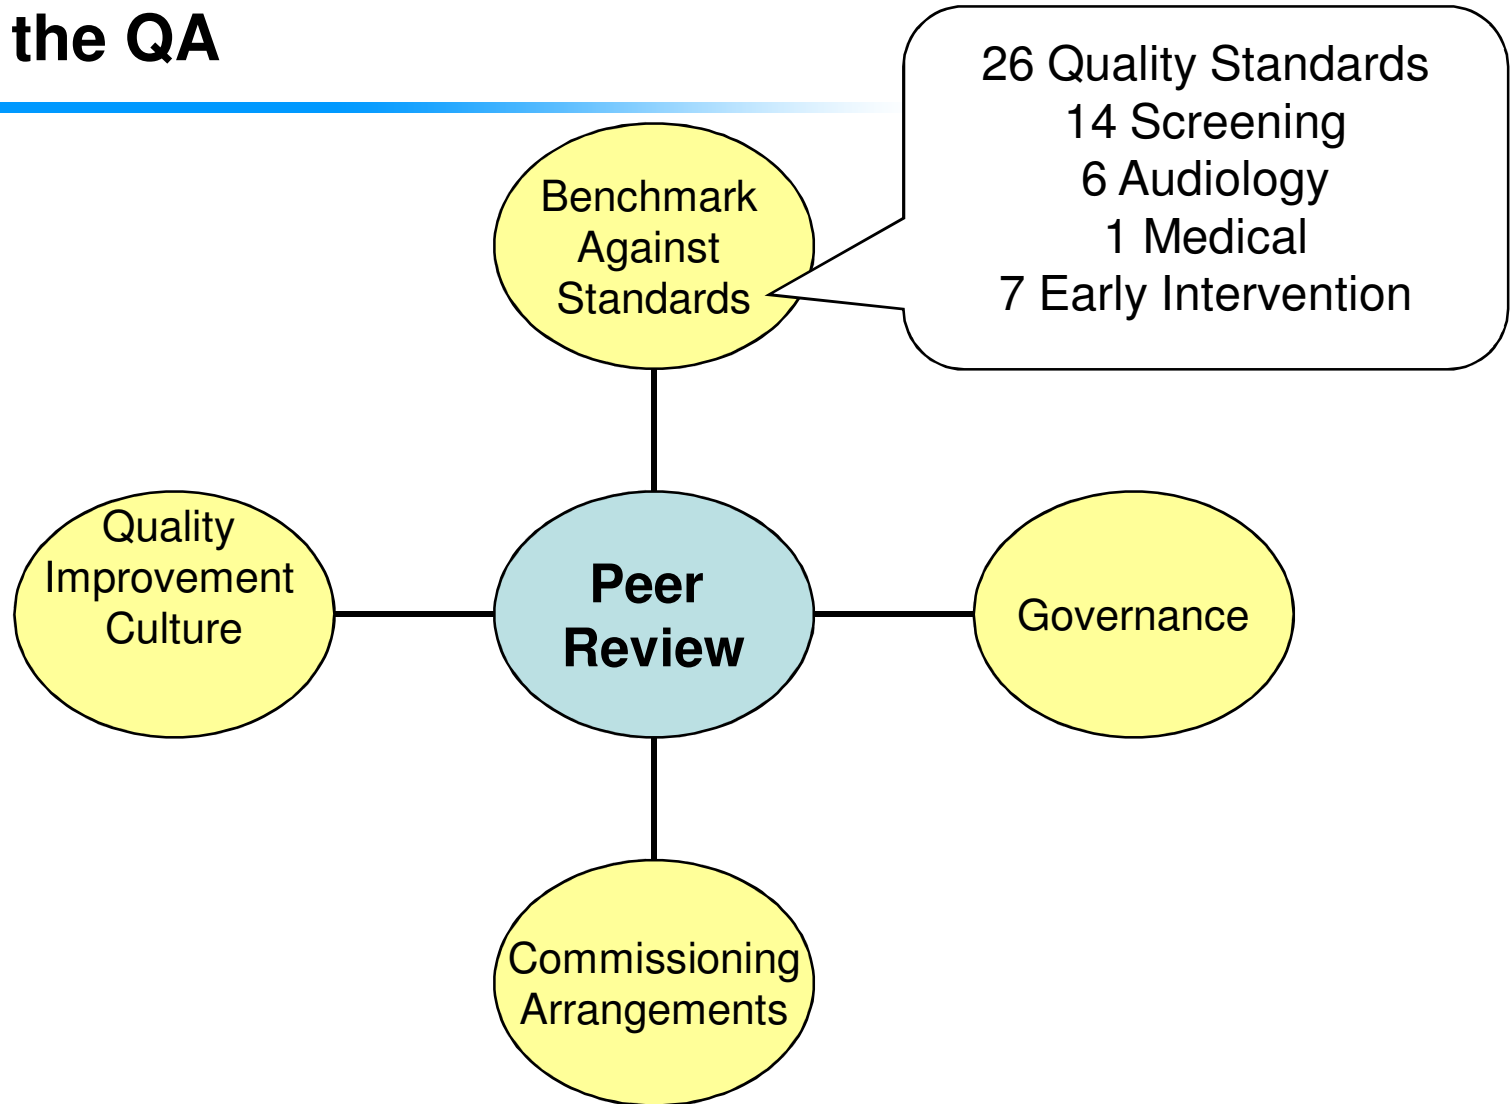 the QA
26 Quality Standards
14 Screening
6 Audiology
1 Medical
7 Early Intervention
Benchmark
Against
Standards
Quality
Improvement
Culture
Peer
Review
Governance
Commissioning
Arrangements